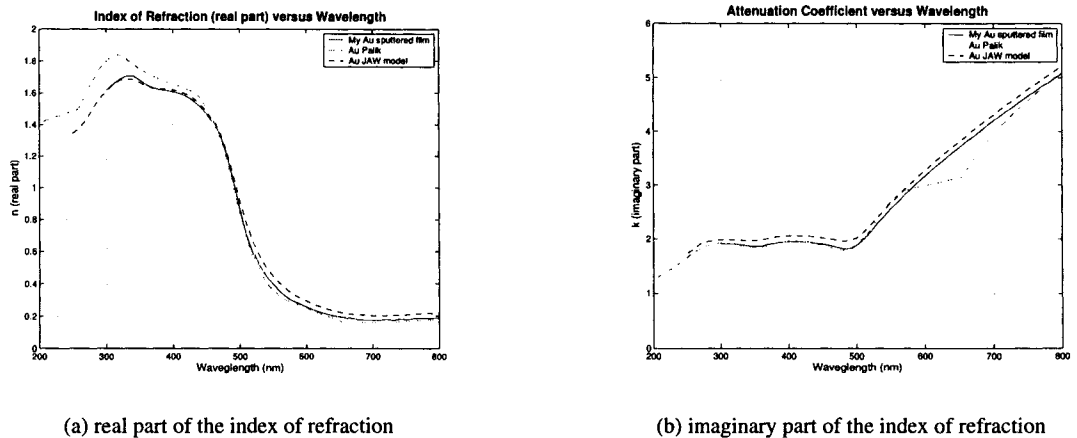 Index of Refraction (real part) versus Wavelength
2
1.8
1.6
1.4
1.2
1
0.8
0.6
0.4
0.2
0
n (real part)
My Au sputtered film
Au Palik
Au JAW model
200
300
400
500
600
700
800
Waveglength (nm)
(a) real part of the index of refraction
Attenuation Coefficient versus Wavelength
6
5
4
3
2
1
0
k (imaginary part)
My Au sputtered film
Au Palik
Au JAW model
200
300
400
500
600
700
800
Waveglength (nm)
(b) imaginary part of the index of refraction